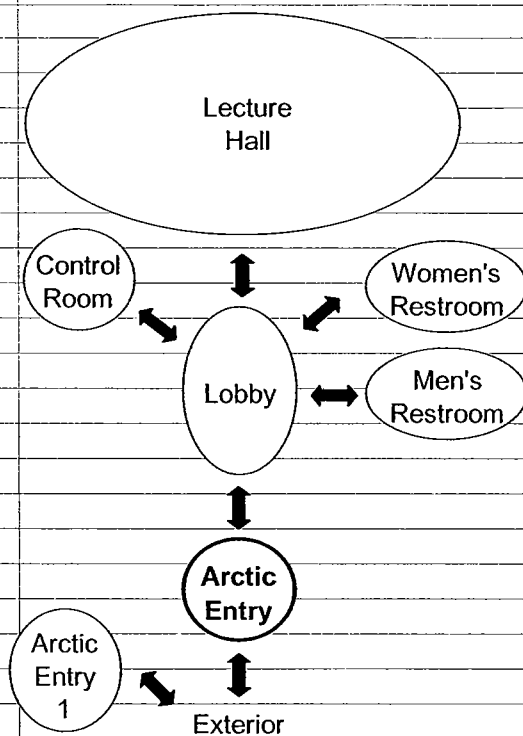 Lecture
Hall
Control
Room
Women's
Restroom
Lobby
Men's
Restroom
Arctic
Entry
Arctic
Entry
1
Exterior